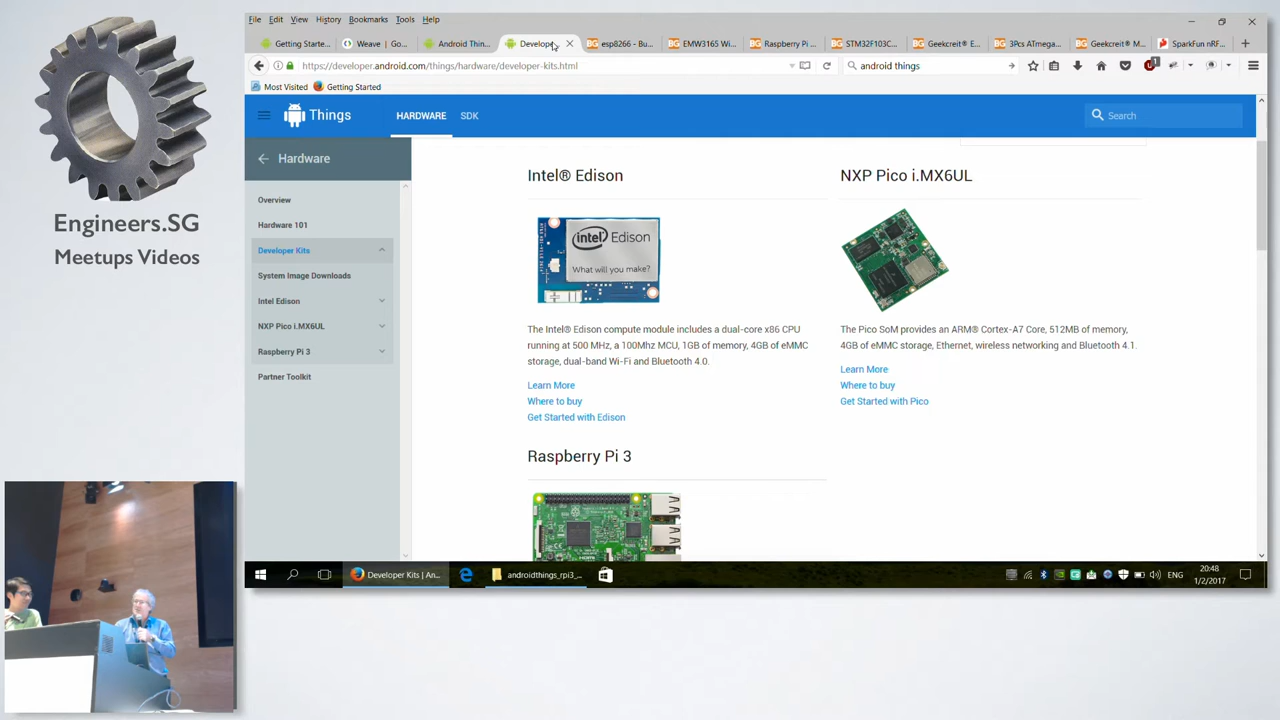 File Edit View History Bookmarks Tools Help
Getting Starte...
Weave | Go...
Android Thin...
Develop
esp8266 - Bu...
EMW3165 Wi...
Raspberry Pi ...
STM32F103C...
Geekcreit® E...
3Pcs ATmega...
Geekcreit® M...
SparkFun nRF...
https://developer.android.com/things/hardware/developer-kits.html
android things
Most Visited Getting Started
Things
HARDWARE SDK
Search
Hardware
Overview
Hardware 101
Developer Kits
System Image Downloads
Intel Edison
NXP Pico i.MX6UL
Raspberry Pi 3
Partner Toolkit
Intel® Edison
intel Edison
What will you make?
The Intel® Edison compute module includes a dual-core x86 CPU
running at 500 MHz, a 100Mhz MCU, 1GB of memory, 4GB of eMMC
storage, dual-band Wi-Fi and Bluetooth 4.0.
Learn More
Where to buy
Get Started with Edison
NXP Pico i.MX6UL
The Pico SoM provides an ARM® Cortex-A7 Core, 512MB of memory,
4GB of eMMC storage, Ethernet, wireless networking and Bluetooth 4.1.
Learn More
Where to buy
Get Started with Pico
Raspberry Pi 3
Developer Kits | An...
androidthings_rpi3_...
ENG
20:48
1/2/2017
Engineers.SG
Meetups Videos